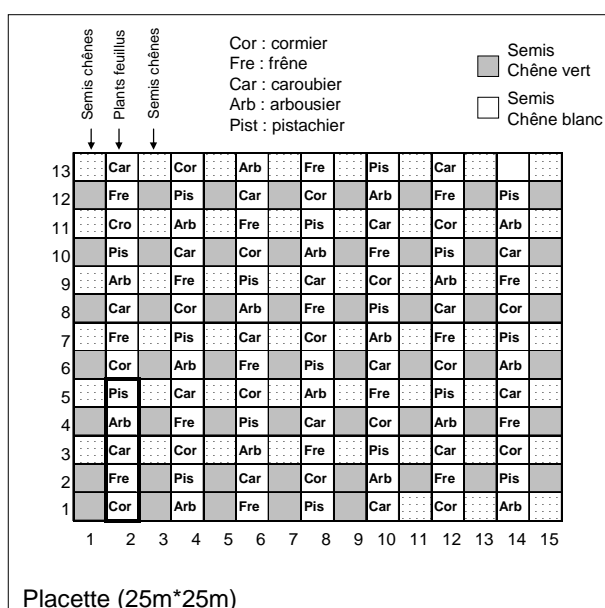 Semis chênes
Plants feuillus
Semis chênes
Cor : cormier
Fre : frêne
Car : caroubier
Arb : arbousier
Pist : pistachier
Semis
Chêne vert
Semis
Chêne blanc
13 Car Cor Arb Fre Pis Car
12 Fre Pis Car Cor Arb Fre Pis
11 Cro Arb Fre Pis Car Cor Arb
10 Pis Car Cor Arb Fre Pis Car
9 Arb Fre Pis Car Cor Arb Fre
8 Car Cor Arb Fre Pis Car Cor
7 Fre Pis Car Cor Arb Fre Pis
6 Cor Arb Fre Pis Car Cor Arb
5 Pis Car Cor Arb Fre Pis Car
4 Arb Fre Pis Car Cor Arb Fre
3 Car Cor Arb Fre Pis Car Cor
2 Fre Pis Car Cor Arb Fre Pis
1 Cor Arb Fre Pis Car Cor Arb
1 2 3 4 5 6 7 8 9 10 11 12 13 14 15
Placette (25m*25m)